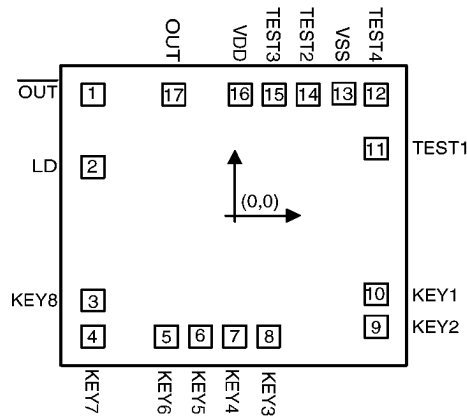 OUT VDD TEST3 TEST2 VSS TEST4
OUT 1 17 16 15 14 13 12
11 TEST1
LD 2
(0,0)
KEY8 3 10 KEY1
4 5 6 7 8 9 KEY2
KEY7 KEY6 KEY5 KEY4 KEY3